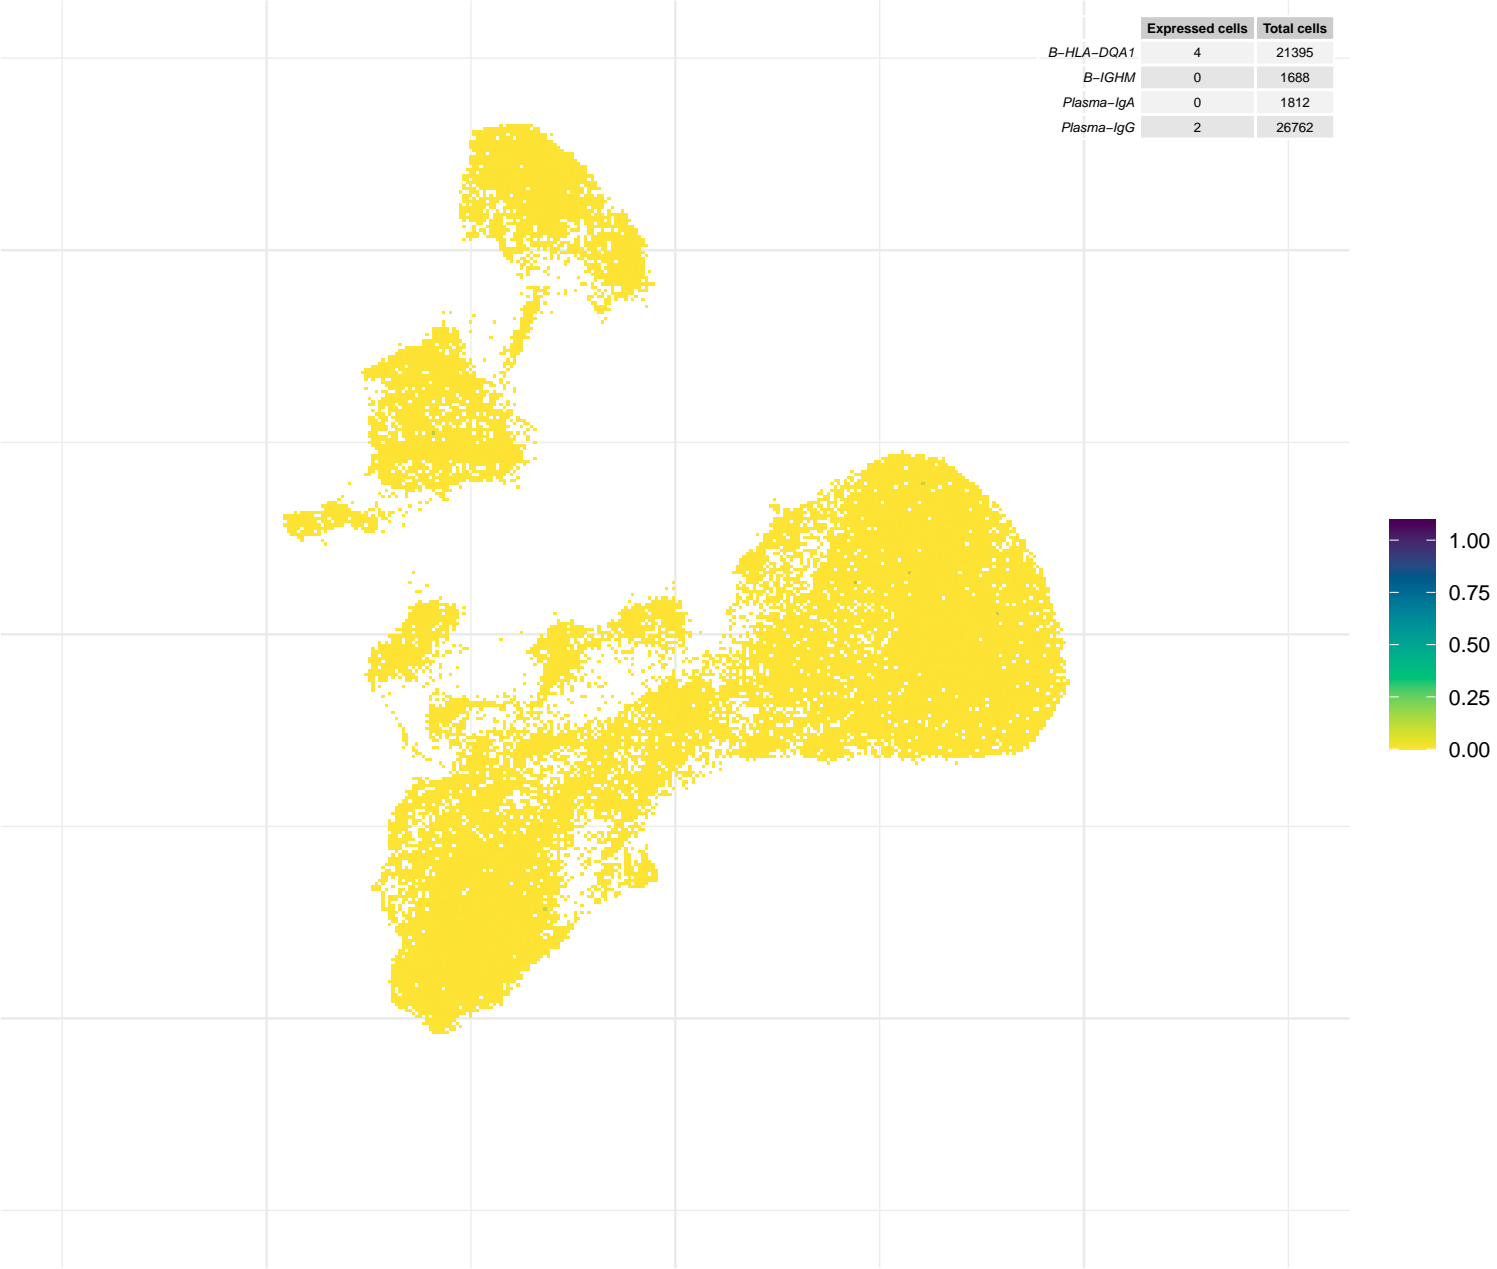 Expressed cells Total cells
B−HLA−DQA1 4 21395
B−IGHM 0 1688
Plasma−IgA 0 1812
Plasma−IgG 2 26762
1.00
0.75
0.50
0.25
0.00